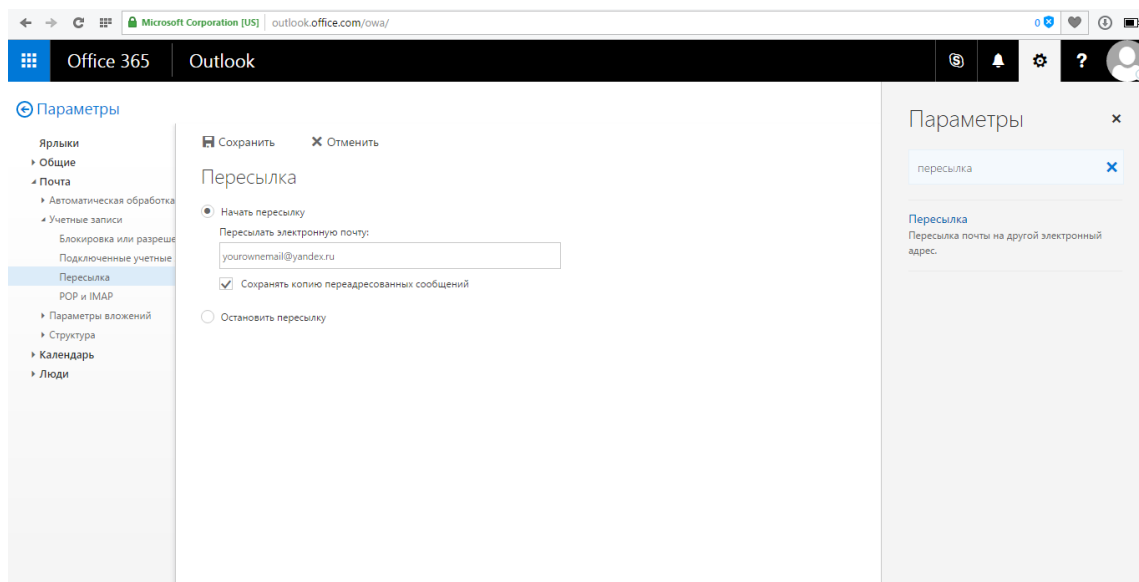 Microsoft Corporation [US] outlook.office.com/owa/ 0
Office 365 Outlook ?
Параметры
Ярлыки
Общие
Почта
Автоматическая обработка
Учетные записи
Блокировка или разреше
Подключенные учетные
Пересылка
POP и IMAP
Параметры вложений
Структура
Календарь
Люди
Сохранить Отменить
Пересылка
Начать пересылку
Пересылать электронную почту:
yourownemail@yandex.ru
Сохранять копию переадресованных сообщений
Остановить пересылку
Параметры
пересылка
Пересылка
Пересылка почты на другой электронный
адрес.